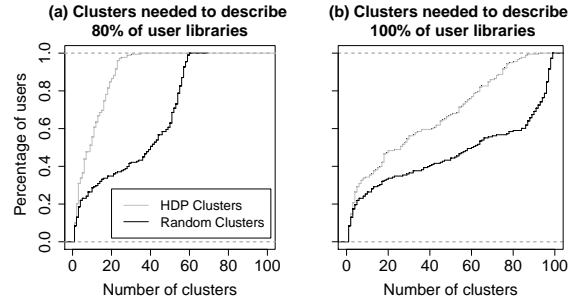 (a) Clusters needed to describe
80% of user libraries
(b) Clusters needed to describe
100% of user libraries
Percentage of users
0.0 0.2 0.4 0.6 0.8 1.0
HDP Clusters
Random Clusters
0 20 40 60 80 100
Number of clusters
0 20 40 60 80 100
Number of clusters